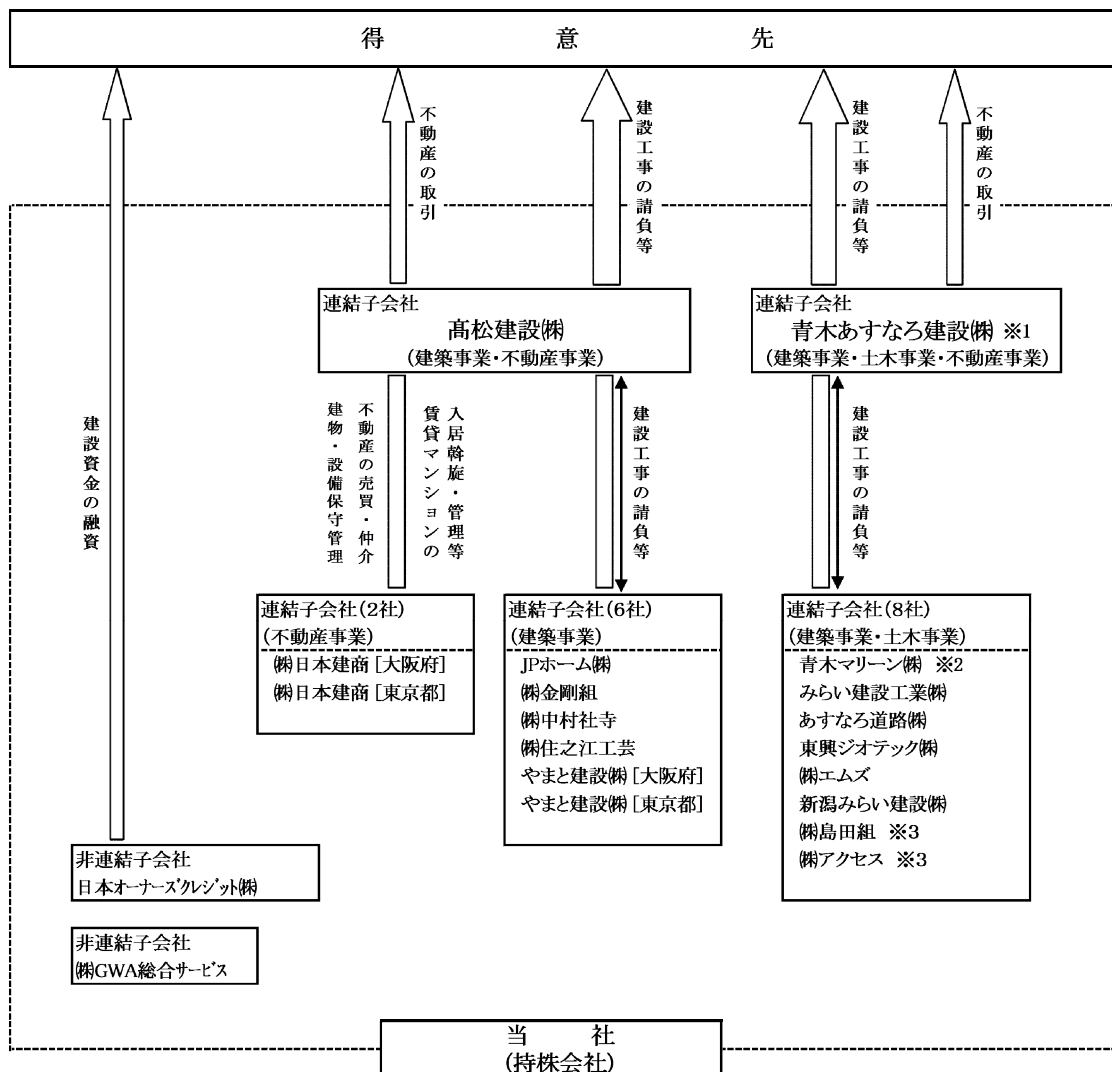 得意先
不動産の取引
建設工事の請負等
建設工事の請負等
不動産の取引
連結子会社
髙松建設㈱
(建築事業・不動産事業)
連結子会社
青木あすなろ建設㈱ ※1
(建築事業・土木事業・不動産事業)
建設資金の融資
入居斡旋・管理等
賃貸マンションの
不動産の売買・仲介
建物・設備保守管理
建設工事の請負等
建設工事の請負等
連結子会社(2社)
(不動産事業)
㈱日本建商 [大阪府]
㈱日本建商 [東京都]
連結子会社(6社)
(建築事業)
JPホーム㈱
㈱金剛組
㈱中村社寺
㈱住之江工芸
やまと建設㈱ [大阪府]
やまと建設㈱ [東京都]
連結子会社(8社)
(建築事業・土木事業)
青木マリーン㈱ ※2
みらい建設工業㈱
あすなろ道路㈱
東興ジオテック㈱
㈱エムズ
新潟みらい建設㈱
㈱島田組 ※3
㈱アクセス ※3
非連結子会社
日本オーナーズクレジット㈱
非連結子会社
㈱GWA総合サービス
当社
(持株会社)